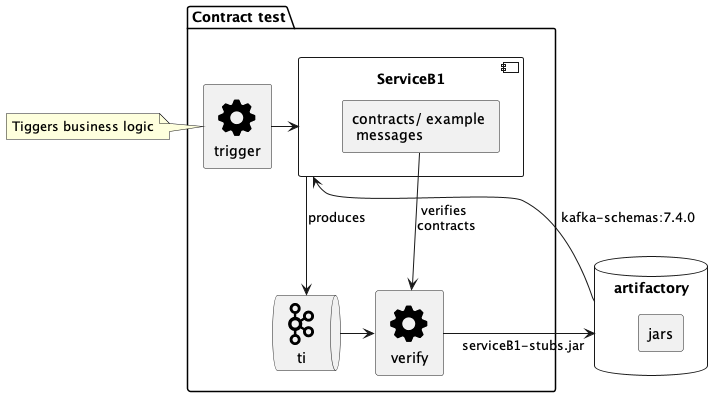 Contract test
ServiceB1
contracts/ example
messages
Tiggers business logic
trigger
produces
verifies
contracts
kafka-schemas:7.4.0
artifactory
jars
ti
verify
serviceB1-stubs.jar